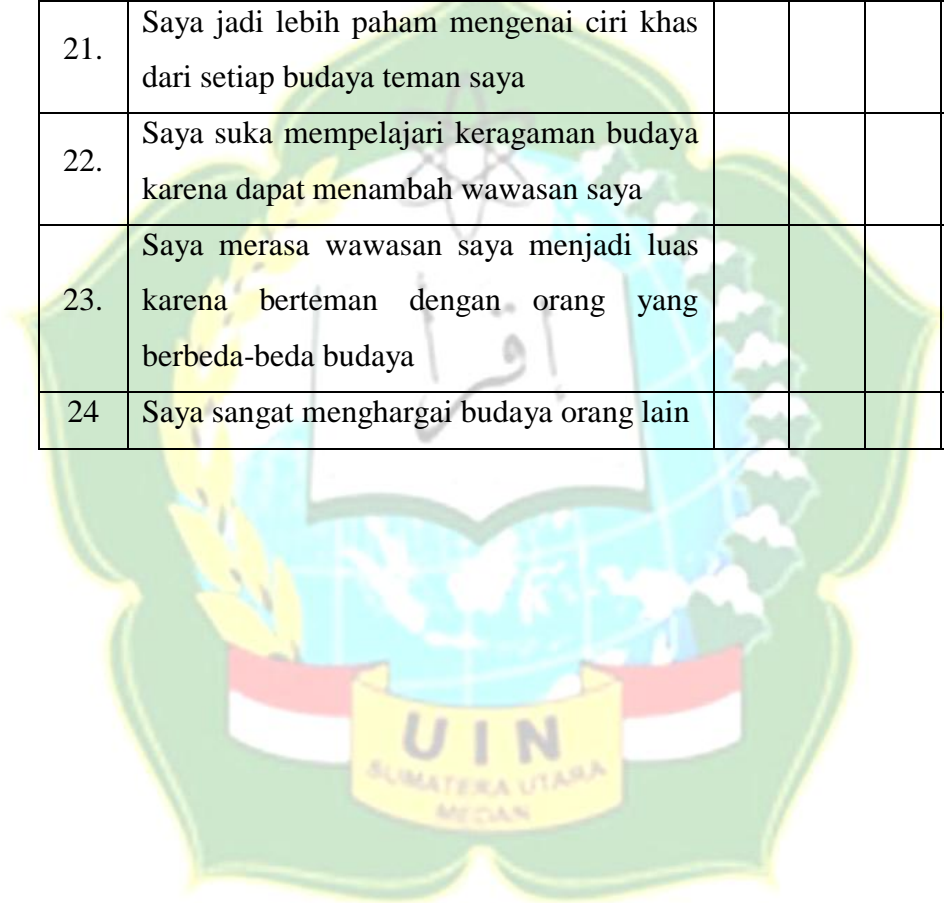 21. Saya jadi lebih paham mengenai ciri khas
dari setiap budaya teman saya
22. Saya suka mempelajari keragaman budaya
karena dapat menambah wawasan saya
Saya merasa wawasan saya menjadi luas
23. karena berteman dengan orang yang
berbeda-beda budaya
24 Saya sangat menghargai budaya orang lain
اقرأ
UIN
SUMATERA UTARA
MEDAN